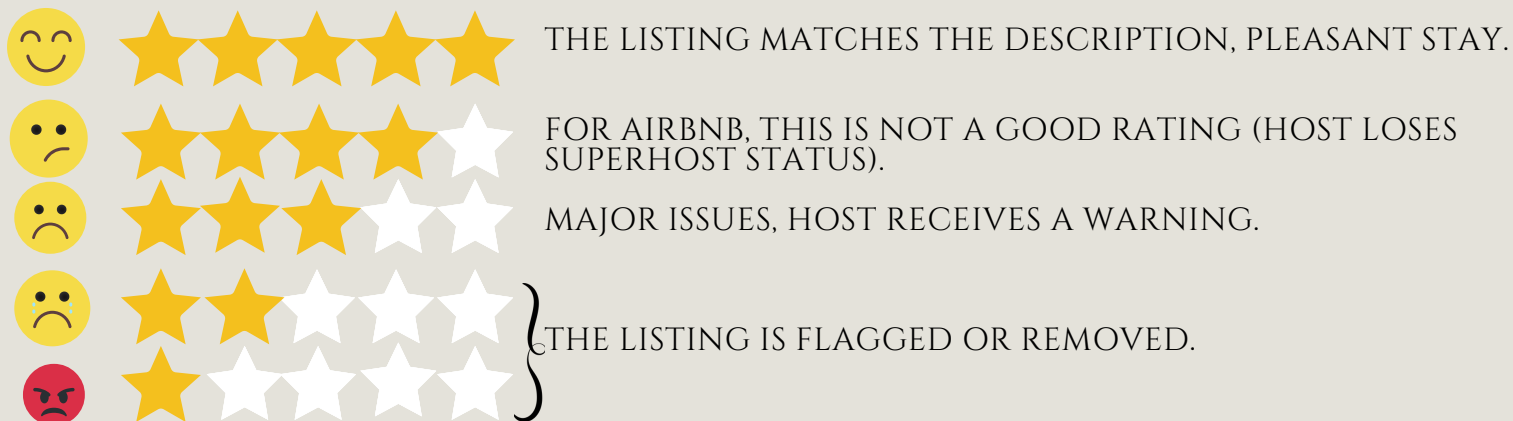 THE LISTING MATCHES THE DESCRIPTION, PLEASANT STAY.
FOR AIRBNB, THIS IS NOT A GOOD RATING (HOST LOSES
SUPERHOST STATUS).
MAJOR ISSUES, HOST RECEIVES A WARNING.
THE LISTING IS FLAGGED OR REMOVED.